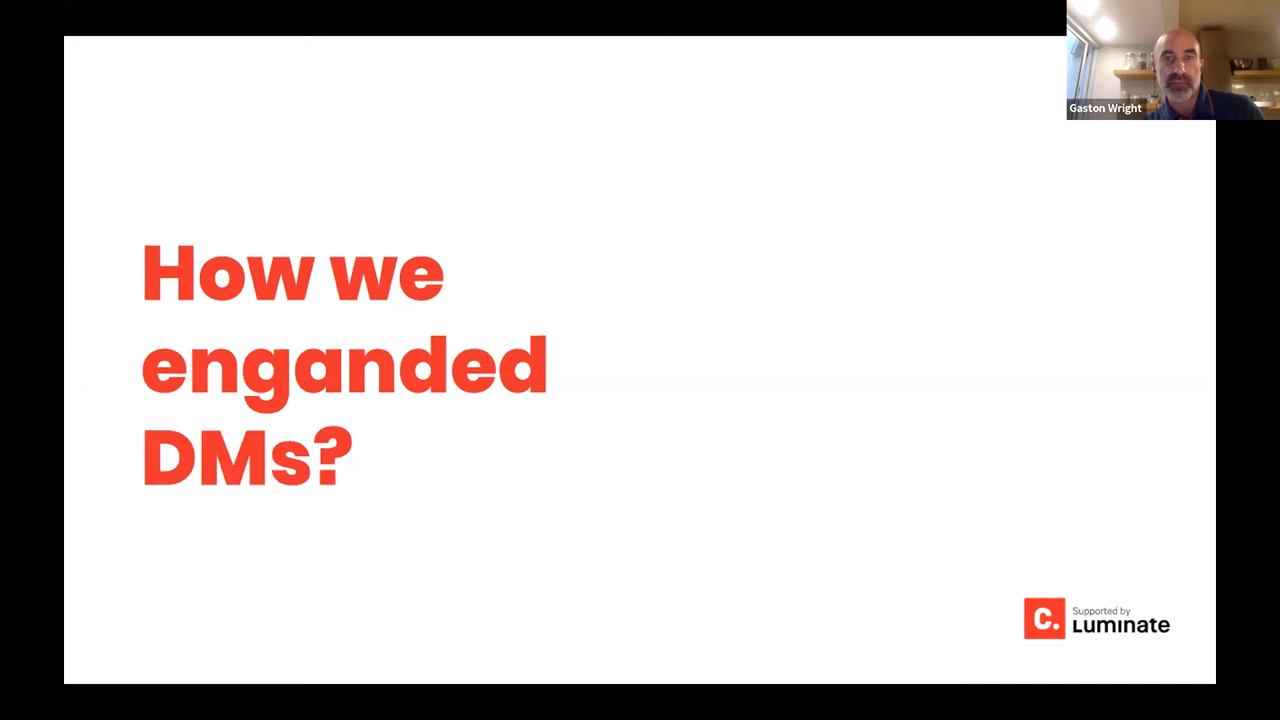 Gaston Wright
How we
enganded
DMs?
C.
Supported by
Luminate